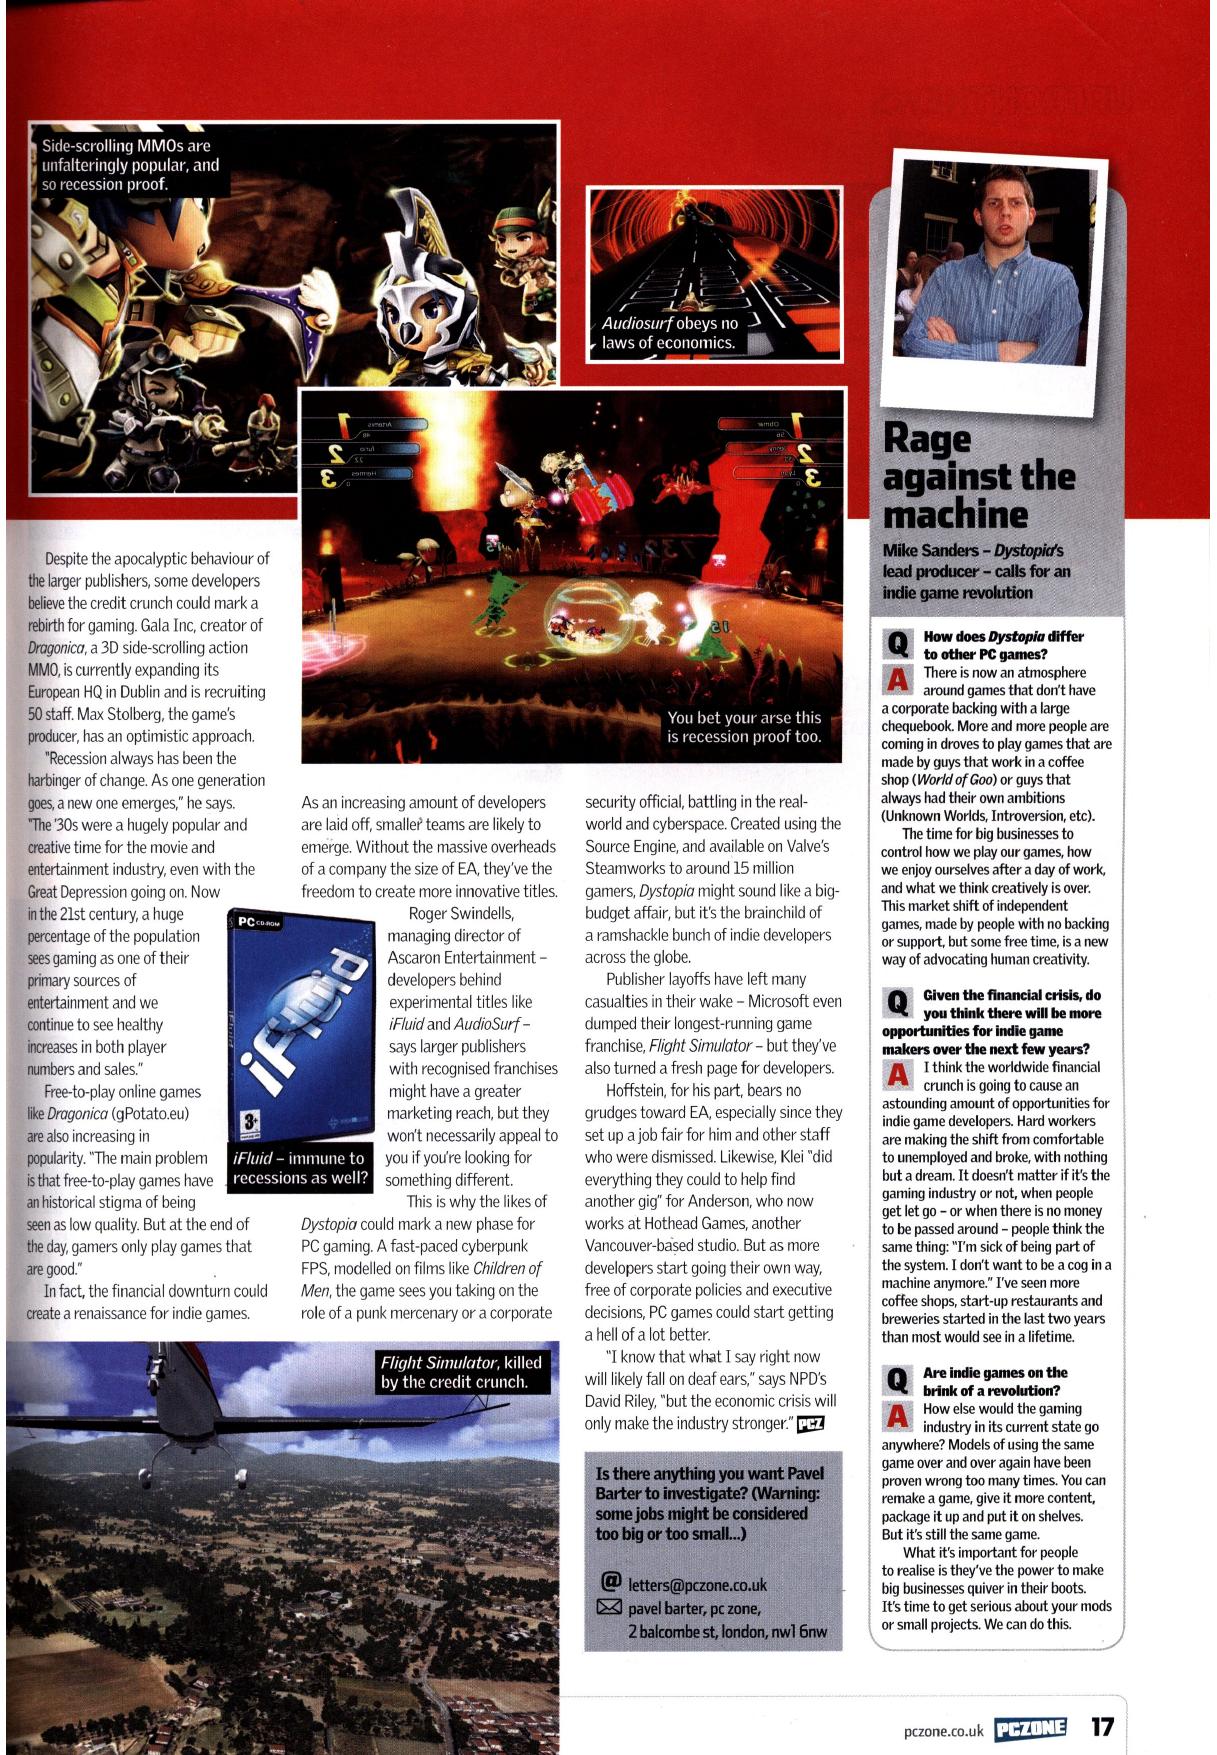 Side-scrolling MMOs are
unfalteringly popular, and
so recession proof.
Audiosurf obeys no
laws of economics.
You bet your arse this
is recession proof too.
Despite the apocalyptic behaviour of
the larger publishers, some developers
believe the credit crunch could mark a
rebirth for gaming. Gala Inc, creator of
Dragonica, a 3D side-scrolling action
MMO, is currently expanding its
European HQ in Dublin and is recruiting
50 staff. Max Stolberg, the game's
producer, has an optimistic approach.
"Recession always has been the
harbinger of change. As one generation
goes, a new one emerges," he says.
"The '30s were a hugely popular and
creative time for the movie and
entertainment industry, even with the
Great Depression going on. Now
in the 21st century, a huge
percentage of the population
sees gaming as one of their
primary sources of
entertainment and we
continue to see healthy
increases in both player
numbers and sales."
Free-to-play online games
like Dragonica (gPotato.eu)
are also increasing in
popularity. "The main problem
is that free-to-play games have
an historical stigma of being
seen as low quality. But at the end of
the day, gamers only play games that
are good."
In fact, the financial downturn could
create a renaissance for indie games.
As an increasing amount of developers
are laid off, smaller teams are likely to
emerge. Without the massive overheads
of a company the size of EA, they've the
freedom to create more innovative titles.
Roger Swindells,
managing director of
Ascaron Entertainment –
developers behind
experimental titles like
iFluid and AudioSurf –
says larger publishers
with recognised franchises
might have a greater
marketing reach, but they
won't necessarily appeal to
you if you're looking for
something different.
This is why the likes of
Dystopia could mark a new phase for
PC gaming. A fast-paced cyberpunk
FPS, modelled on films like Children of
Men, the game sees you taking on the
role of a punk mercenary or a corporate
PC CD-ROM
iFluid
iFluid
3+
iFluid – immune to
recessions as well?
security official, battling in the real-
world and cyberspace. Created using the
Source Engine, and available on Valve's
Steamworks to around 15 million
gamers, Dystopia might sound like a big-
budget affair, but it's the brainchild of
a ramshackle bunch of indie developers
across the globe.
Publisher layoffs have left many
casualties in their wake – Microsoft even
dumped their longest-running game
franchise, Flight Simulator – but they've
also turned a fresh page for developers.
Hoffstein, for his part, bears no
grudges toward EA, especially since they
set up a job fair for him and other staff
who were dismissed. Likewise, Klei "did
everything they could to help find
another gig" for Anderson, who now
works at Hothead Games, another
Vancouver-based studio. But as more
developers start going their own way,
free of corporate policies and executive
decisions, PC games could start getting
a hell of a lot better.
"I know that what I say right now
will likely fall on deaf ears," says NPD's
David Riley, "but the economic crisis will
only make the industry stronger." PCZ
Flight Simulator, killed
by the credit crunch.
Is there anything you want Pavel
Barter to investigate? (Warning:
some jobs might be considered
too big or too small...)
@ letters@pczone.co.uk
pavel barter, pc zone,
2 balcombe st, london, nw1 6nw
Rage
against the
machine
Mike Sanders – Dystopia's
lead producer – calls for an
indie game revolution
Q How does Dystopia differ
to other PC games?
A There is now an atmosphere
around games that don't have
a corporate backing with a large
chequebook. More and more people are
coming in droves to play games that are
made by guys that work in a coffee
shop (World of Goo) or guys that
always had their own ambitions
(Unknown Worlds, Introversion, etc).
The time for big businesses to
control how we play our games, how
we enjoy ourselves after a day of work,
and what we think creatively is over.
This market shift of independent
games, made by people with no backing
or support, but some free time, is a new
way of advocating human creativity.
Q Given the financial crisis, do
you think there will be more
opportunities for indie game
makers over the next few years?
A I think the worldwide financial
crunch is going to cause an
astounding amount of opportunities for
indie game developers. Hard workers
are making the shift from comfortable
to unemployed and broke, with nothing
but a dream. It doesn't matter if it's the
gaming industry or not, when people
get let go – or when there is no money
to be passed around – people think the
same thing: "I'm sick of being part of
the system. I don't want to be a cog in a
machine anymore." I've seen more
coffee shops, start-up restaurants and
breweries started in the last two years
than most would see in a lifetime.
Q Are indie games on the
brink of a revolution?
A How else would the gaming
industry in its current state go
anywhere? Models of using the same
game over and over again have been
proven wrong too many times. You can
remake a game, give it more content,
package it up and put it on shelves.
But it's still the same game.
What it's important for people
to realise is they've the power to make
big businesses quiver in their boots.
It's time to get serious about your mods
or small projects. We can do this.
pczone.co.uk PCZONE 17